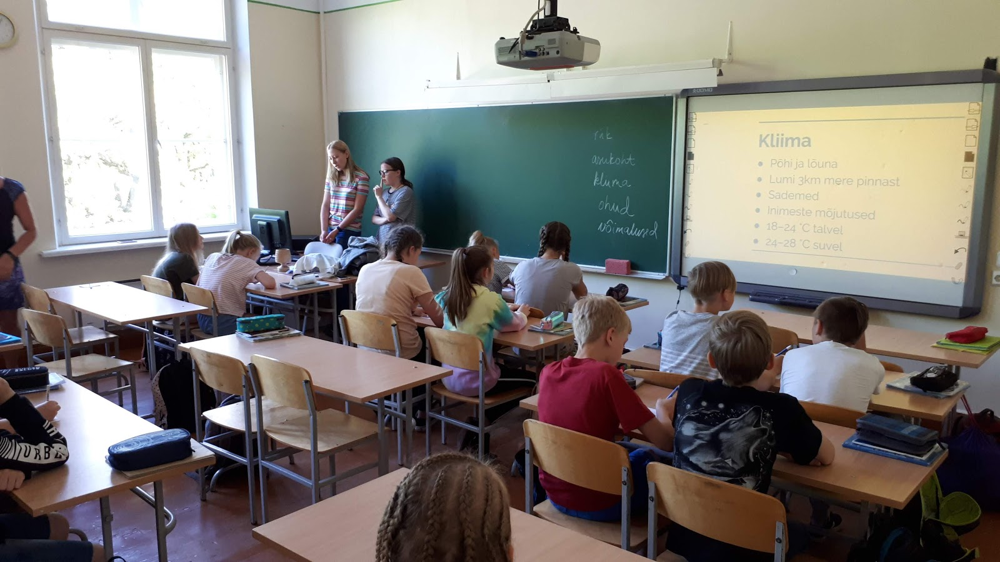 riik
asukoht
kliima
ohud
võimalused
Kliima
Põhi ja lõuna
Lumi 3km mere pinnast
Sademed
Inimeste mõjutused
18–24 °C talvel
24–28 °C suvel
URBA